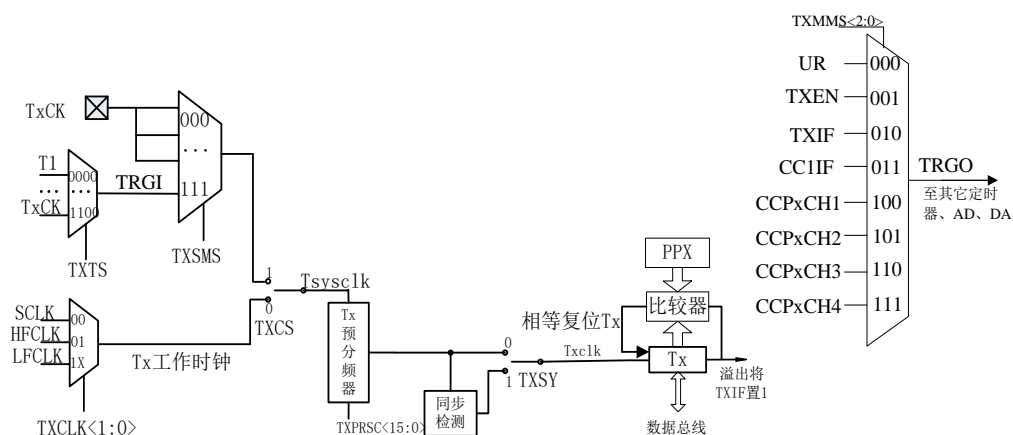 TXMMS<2:0>
UR 000
TXEN 001
TXIF 010
CC1IF 011
CCPxCH1 100
CCPxCH2 101
CCPxCH3 110
CCPxCH4 111
TRGO
至其它定时
器、AD、DA
TxCK
000
...
111
T1 0000
... ...
TxCK 1100
TRGI
TXTS
TXSMS
SCLK 00
HFCLK 01
LFCLK 1X
Tx工作时钟
TXCLK<1:0>
1
0
TXCS
Tsysclk
Tx
预
分
频
器
TXPRSC<15:0>
同步
检测
0
1
TXSY
Txclk
相等复位Tx
PPX
比较器
Tx
溢出将
TXIF置1
数据总线